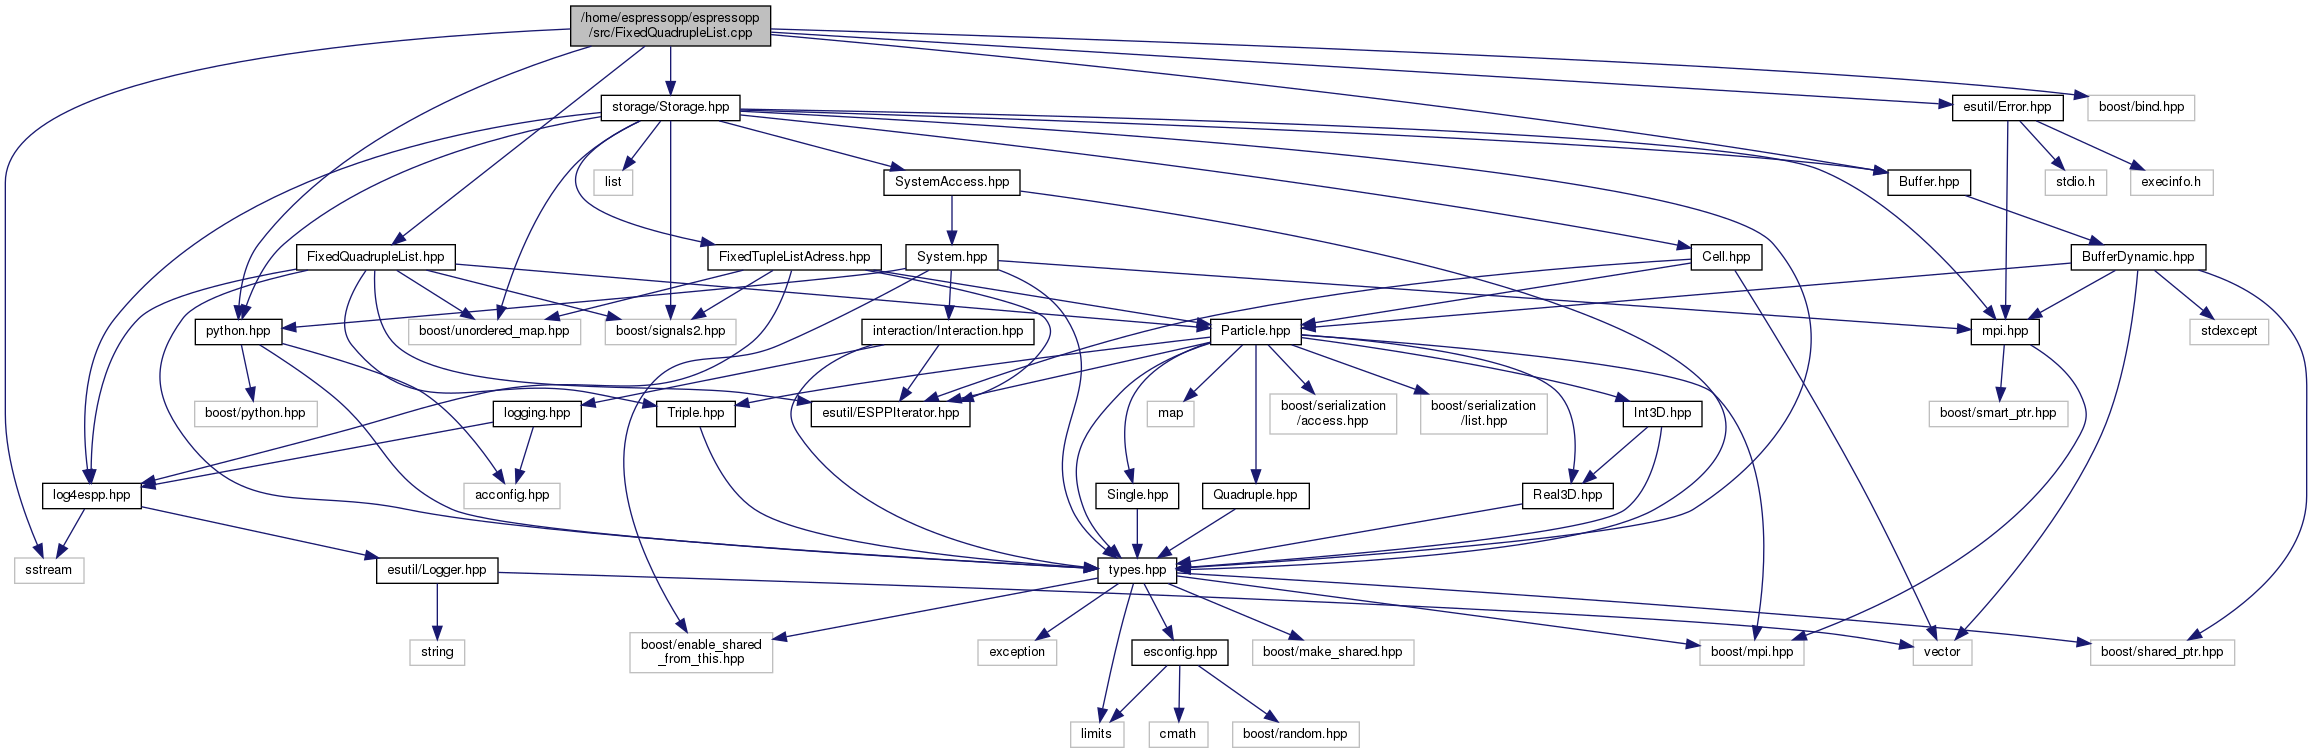 /home/espressopp/espressopp
/src/FixedQuadrupleList.cpp
storage/Storage.hpp
esutil/Error.hpp
boost/bind.hpp
list
SystemAccess.hpp
Buffer.hpp
stdio.h
execinfo.h
FixedQuadrupleList.hpp
FixedTupleListAdress.hpp
System.hpp
Cell.hpp
BufferDynamic.hpp
python.hpp
boost/unordered_map.hpp
boost/signals2.hpp
interaction/Interaction.hpp
Particle.hpp
mpi.hpp
stdexcept
boost/python.hpp
logging.hpp
Triple.hpp
esutil/ESPPIterator.hpp
map
boost/serialization
/access.hpp
boost/serialization
/list.hpp
Int3D.hpp
boost/smart_ptr.hpp
log4espp.hpp
acconfig.hpp
Single.hpp
Quadruple.hpp
Real3D.hpp
sstream
esutil/Logger.hpp
types.hpp
string
boost/enable_shared
_from_this.hpp
exception
esconfig.hpp
boost/make_shared.hpp
boost/mpi.hpp
vector
boost/shared_ptr.hpp
limits
cmath
boost/random.hpp